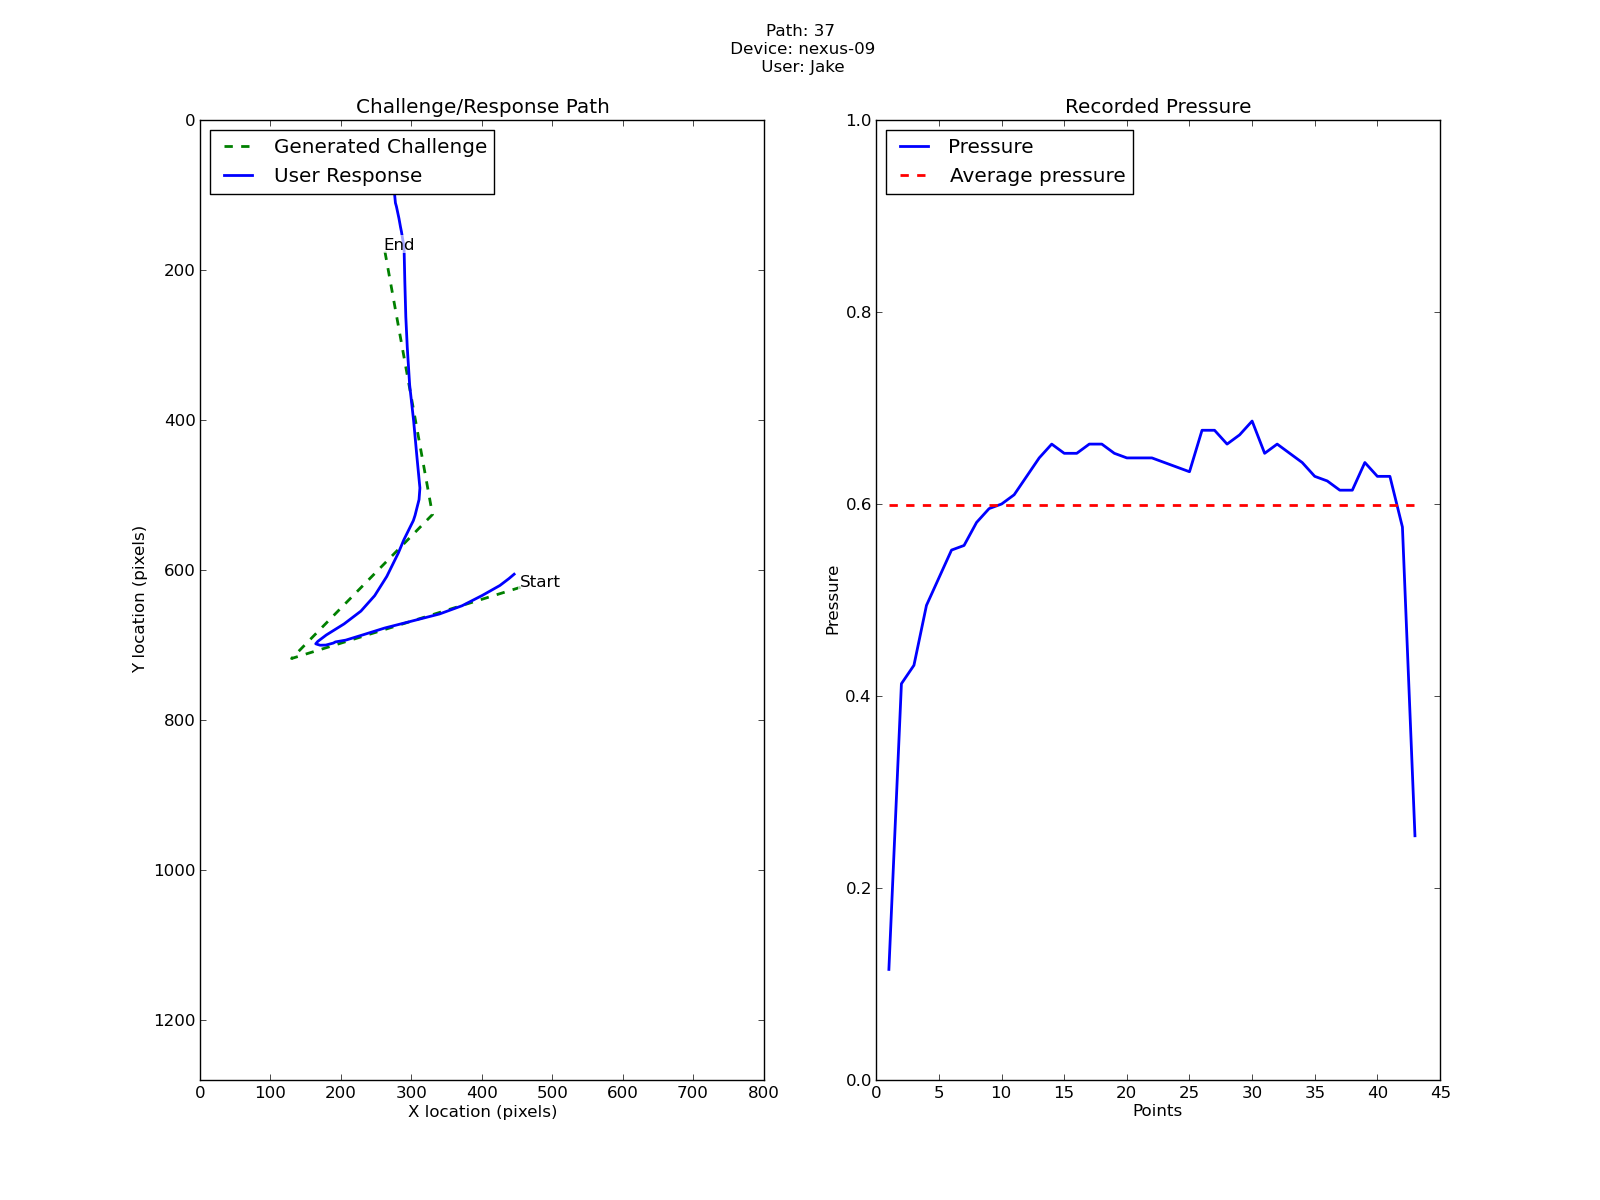 Path: 37
Device: nexus-09
User: Jake
Challenge/Response Path
Generated Challenge
User Response
End
Start
0
200
400
600
800
1000
1200
Y location (pixels)
0 100 200 300 400 500 600 700 800
X location (pixels)
Recorded Pressure
Pressure
Average pressure
1.0
0.8
0.6
0.4
0.2
0.0
Pressure
0 5 10 15 20 25 30 35 40 45
Points